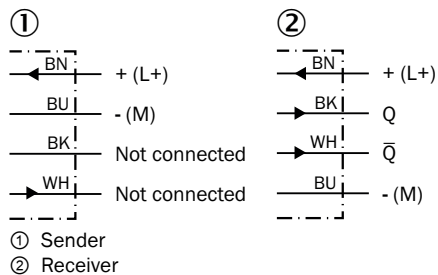 ① ②
BN + (L+)
BU - (M)
BK Not connected
WH Not connected
BN + (L+)
BK Q
WH Q̅
BU - (M)
① Sender
② Receiver